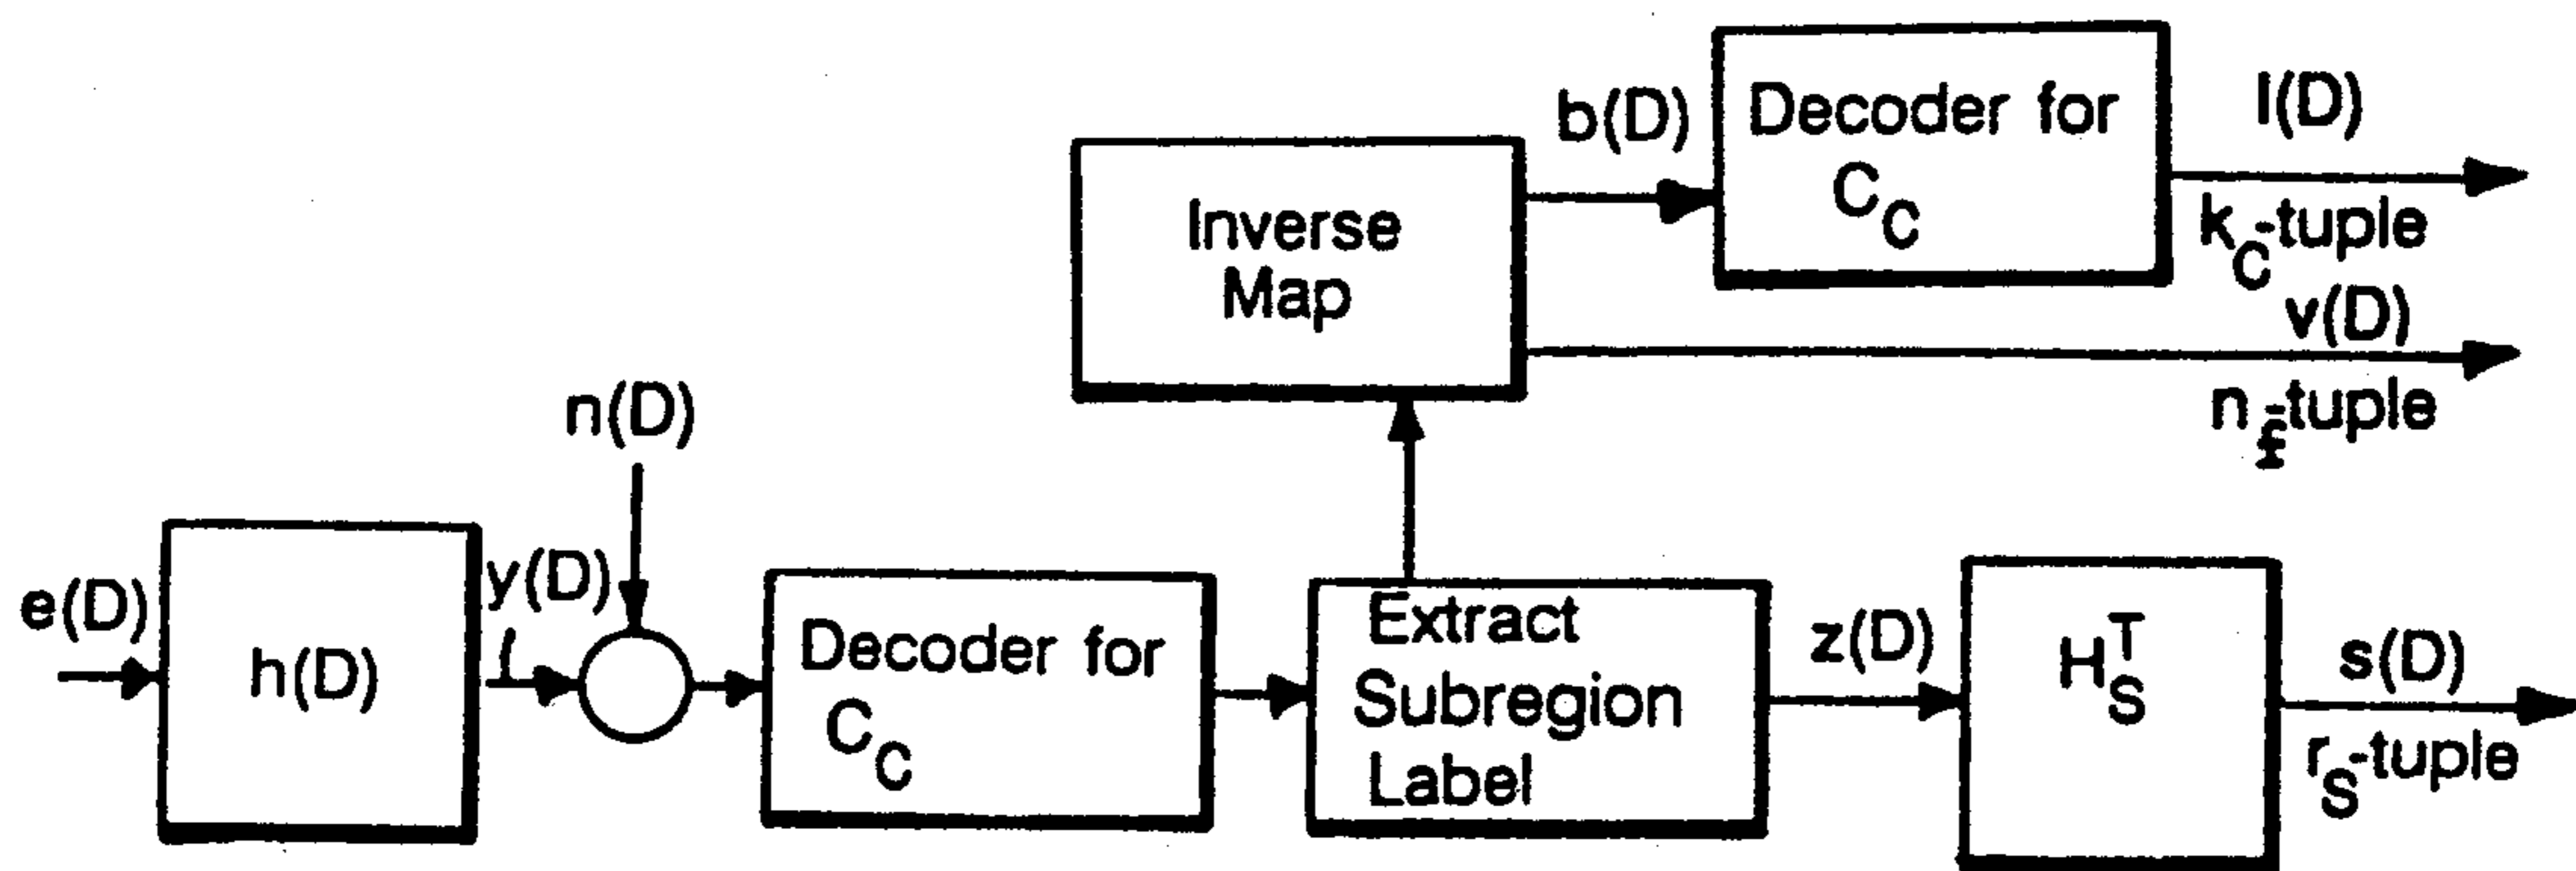 b(D)
Decoder for
C_C
l(D)
k_C-tuple
Inverse
Map
v(D)
n_f-tuple
n(D)
e(D)
h(D)
y(D)
Decoder for
C_C
Extract
Subregion
Label
z(D)
H_S^T
s(D)
r_S-tuple